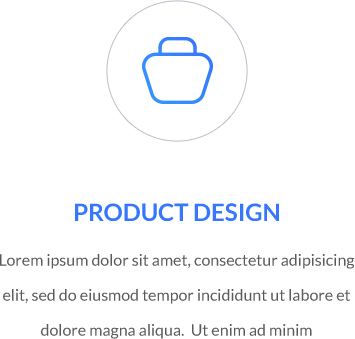 PRODUCT DESIGN
Lorem ipsum dolor sit amet, consectetur adipisicing
elit, sed do eiusmod tempor incididunt ut labore et
dolore magna aliqua. Ut enim ad minim